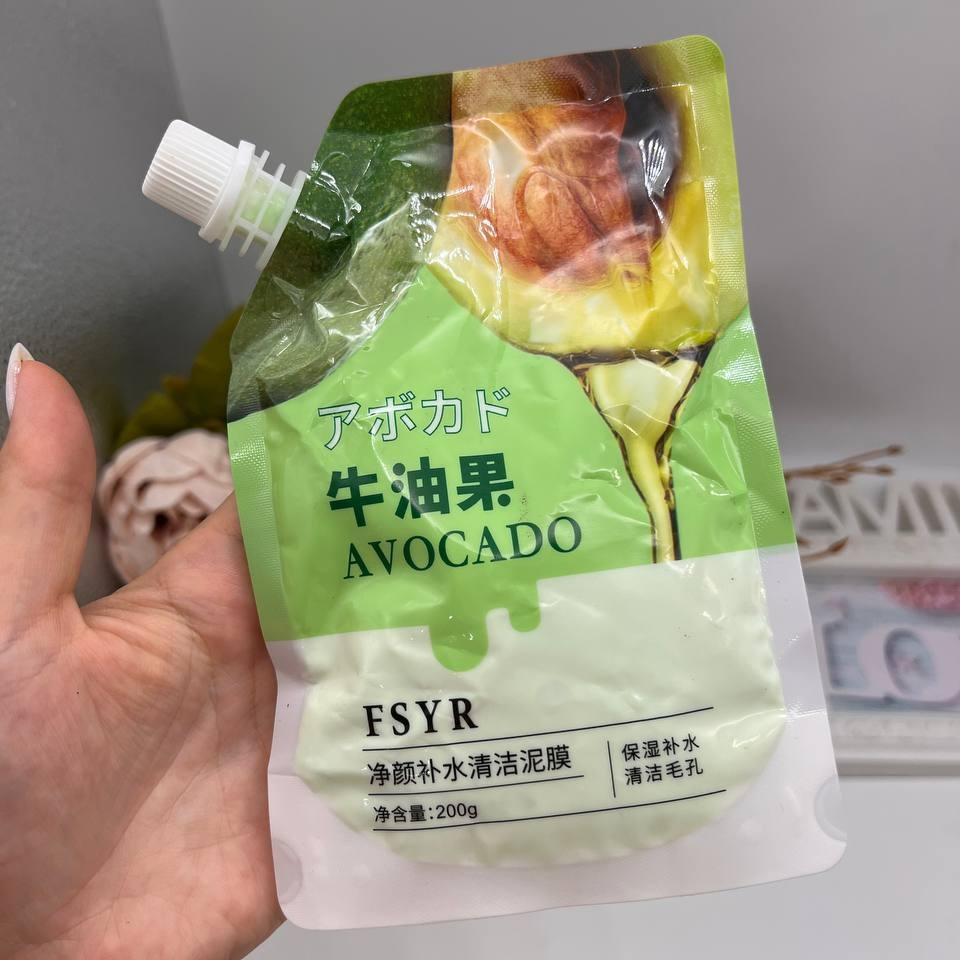 アボカド
牛油果
AVOCADO
FSYR
净颜补水清洁泥膜
保湿补水
清洁毛孔
净含量:200g